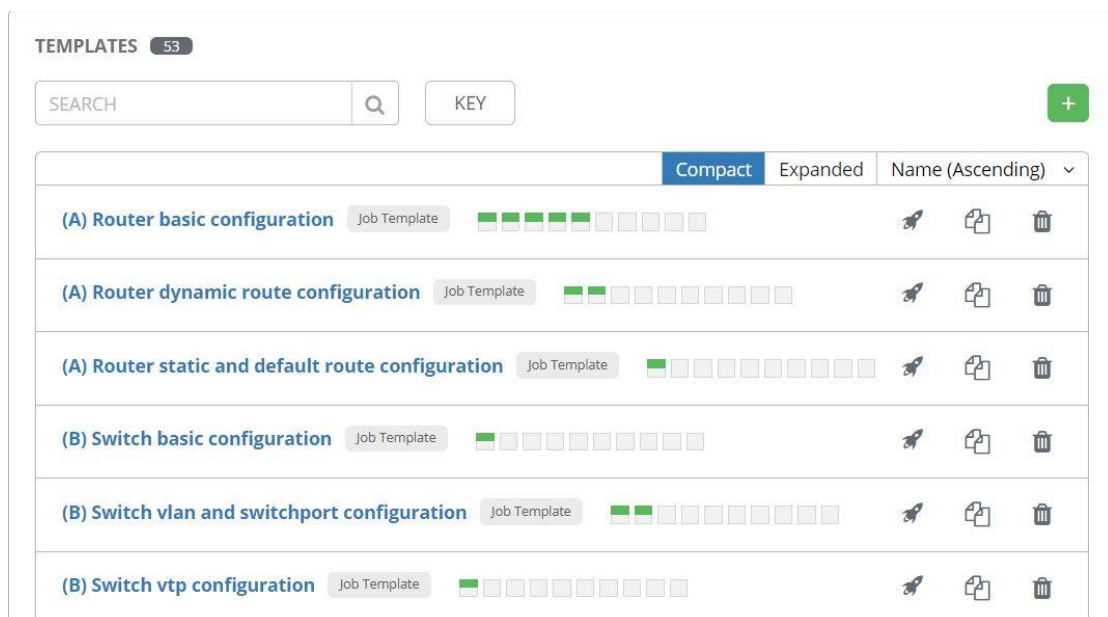 TEMPLATES 53
SEARCH KEY +
Compact Expanded Name (Ascending)
(A) Router basic configuration Job Template
(A) Router dynamic route configuration Job Template
(A) Router static and default route configuration Job Template
(B) Switch basic configuration Job Template
(B) Switch vlan and switchport configuration Job Template
(B) Switch vtp configuration Job Template